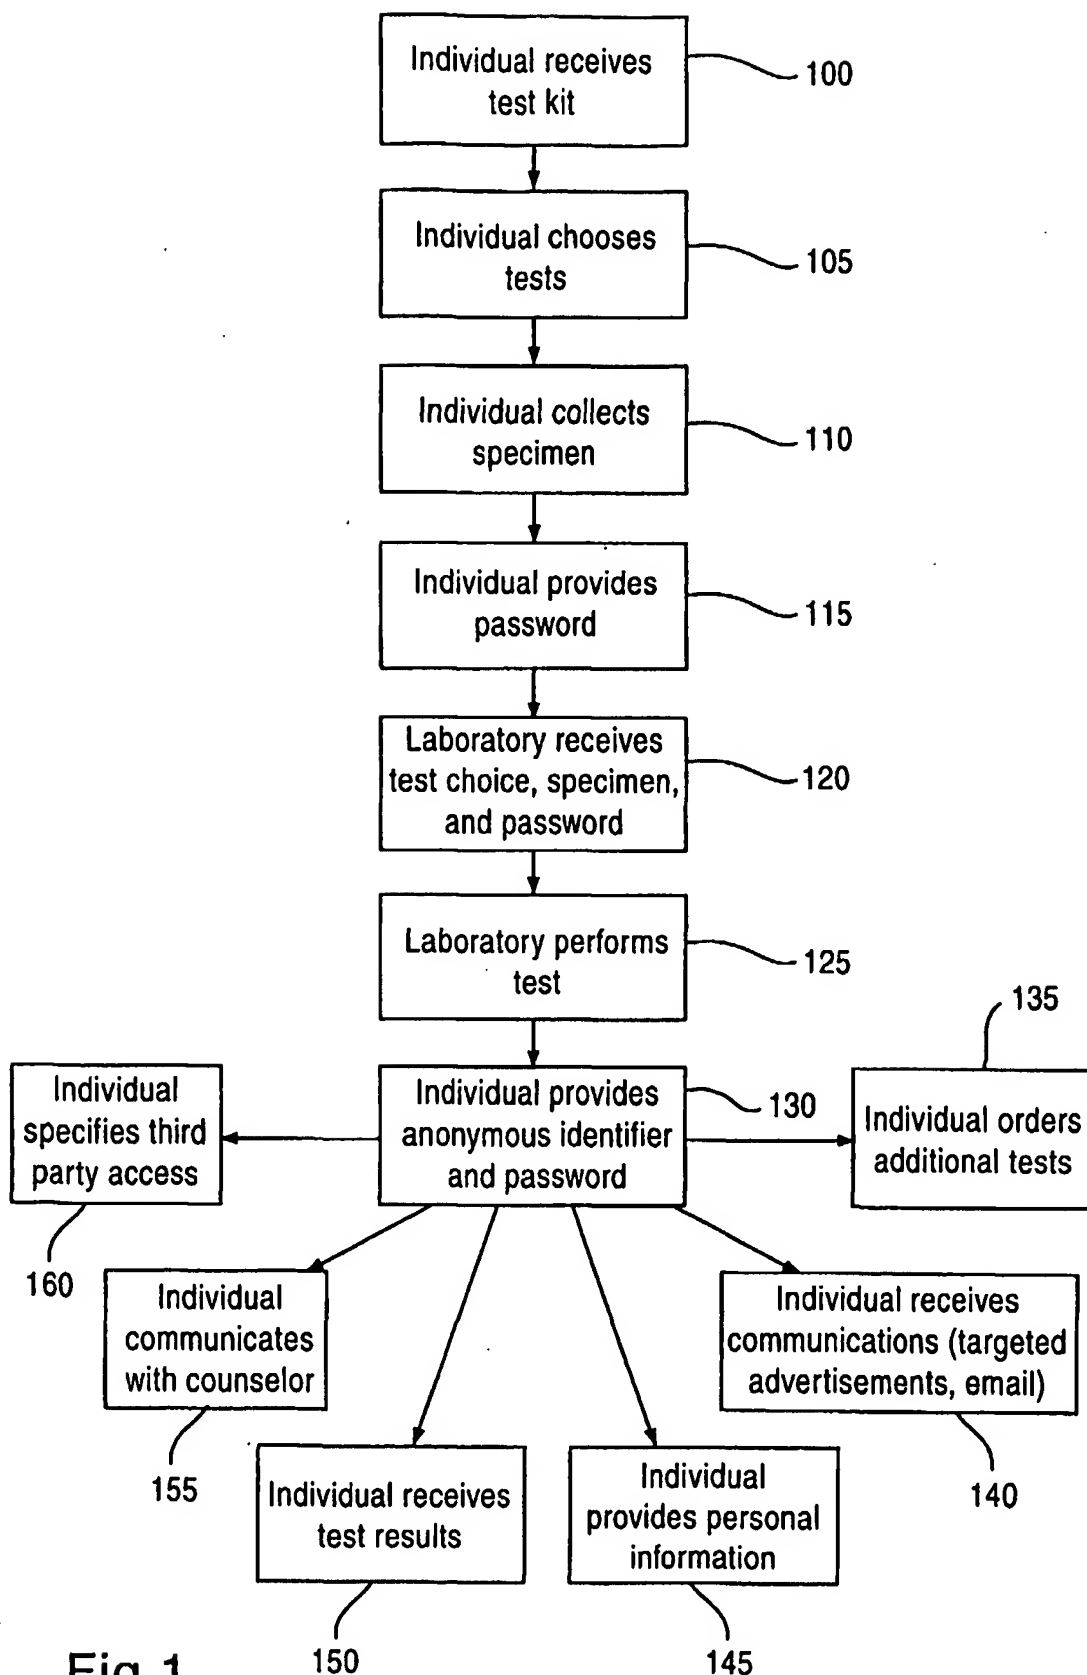 Individual receives
test kit
100
Individual chooses
tests
105
Individual collects
specimen
110
Individual provides
password
115
Laboratory receives
test choice, specimen,
and password
120
Laboratory performs
test
125
135
Individual
specifies third
party access
Individual provides
anonymous identifier
and password
130
Individual orders
additional tests
160
Individual
communicates
with counselor
Individual receives
communications (targeted
advertisements, email)
155
Individual receives
test results
Individual
provides personal
information
140
150
145
Fig.1